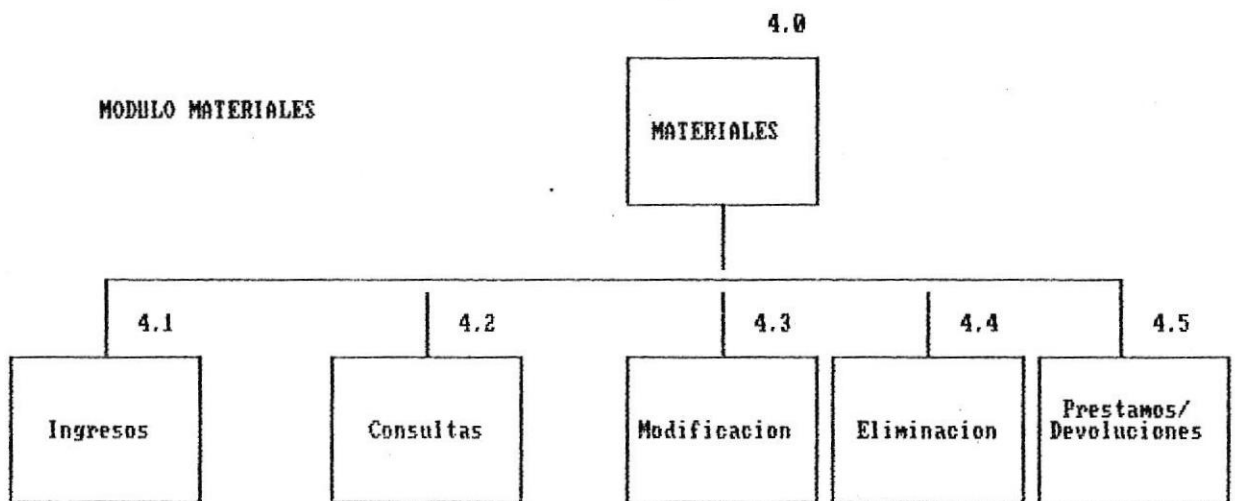 4.0
MODULO MATERIALES
MATERIALES
4.1
4.2
4.3
4.4
4.5
Ingresos
Consultas
Modificacion
Eliminacion
Prestamos/
Devoluciones